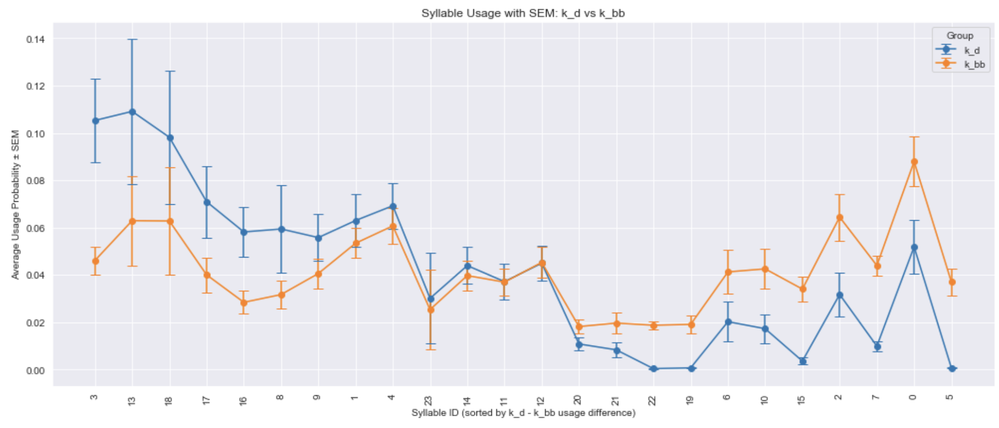 Syllable Usage with SEM: k_d vs k_bb
Group
k_d
k_bb
Average Usage Probability ± SEM
0.14
0.12
0.10
0.08
0.06
0.04
0.02
0.00
3 13 18 17 16 8 9 1 4 23 14 11 12 20 21 22 19 6 10 15 2 7 0 5
Syllable ID (sorted by k_d - k_bb usage difference)